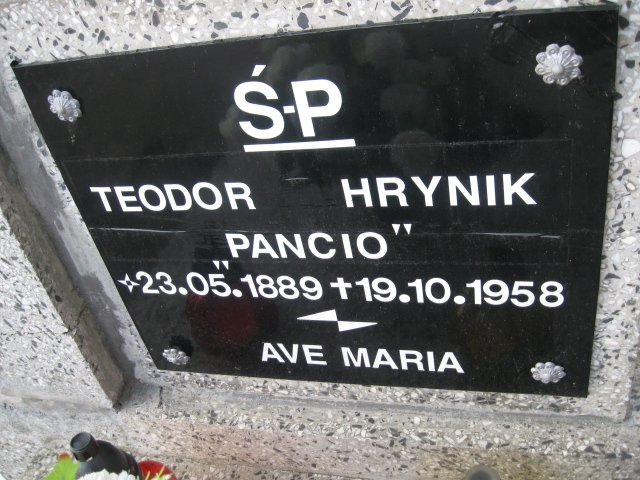 Ś-P
TEODOR HRYNIK
"PANCIO"
23.05.1889 †19.10.1958
AVE MARIA